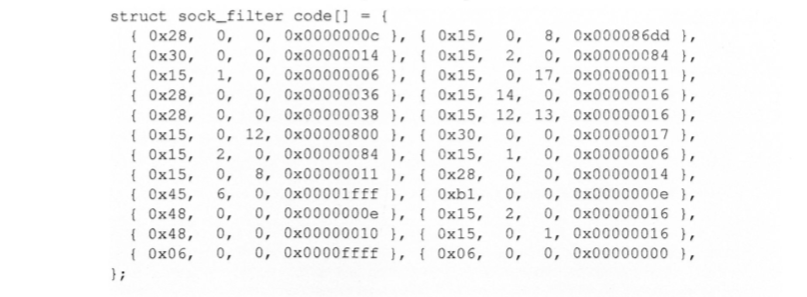 struct sock_filter code[] = {
{ 0x28, 0, 0, 0x0000000c }, { 0x15, 0, 8, 0x000086dd },
{ 0x30, 0, 0, 0x00000014 }, { 0x15, 2, 0, 0x00000084 },
{ 0x15, 1, 0, 0x00000006 }, { 0x15, 0, 17, 0x00000011 },
{ 0x28, 0, 0, 0x00000036 }, { 0x15, 14, 0, 0x00000016 },
{ 0x28, 0, 0, 0x00000038 }, { 0x15, 12, 13, 0x00000016 },
{ 0x15, 0, 12, 0x00000800 }, { 0x30, 0, 0, 0x00000017 },
{ 0x15, 2, 0, 0x00000084 }, { 0x15, 1, 0, 0x00000006 },
{ 0x15, 0, 8, 0x00000011 }, { 0x28, 0, 0, 0x00000014 },
{ 0x45, 6, 0, 0x00001fff }, { 0xb1, 0, 0, 0x0000000e },
{ 0x48, 0, 0, 0x0000000e }, { 0x15, 2, 0, 0x00000016 },
{ 0x48, 0, 0, 0x00000010 }, { 0x15, 0, 1, 0x00000016 },
{ 0x06, 0, 0, 0x0000ffff }, { 0x06, 0, 0, 0x00000000 },
};